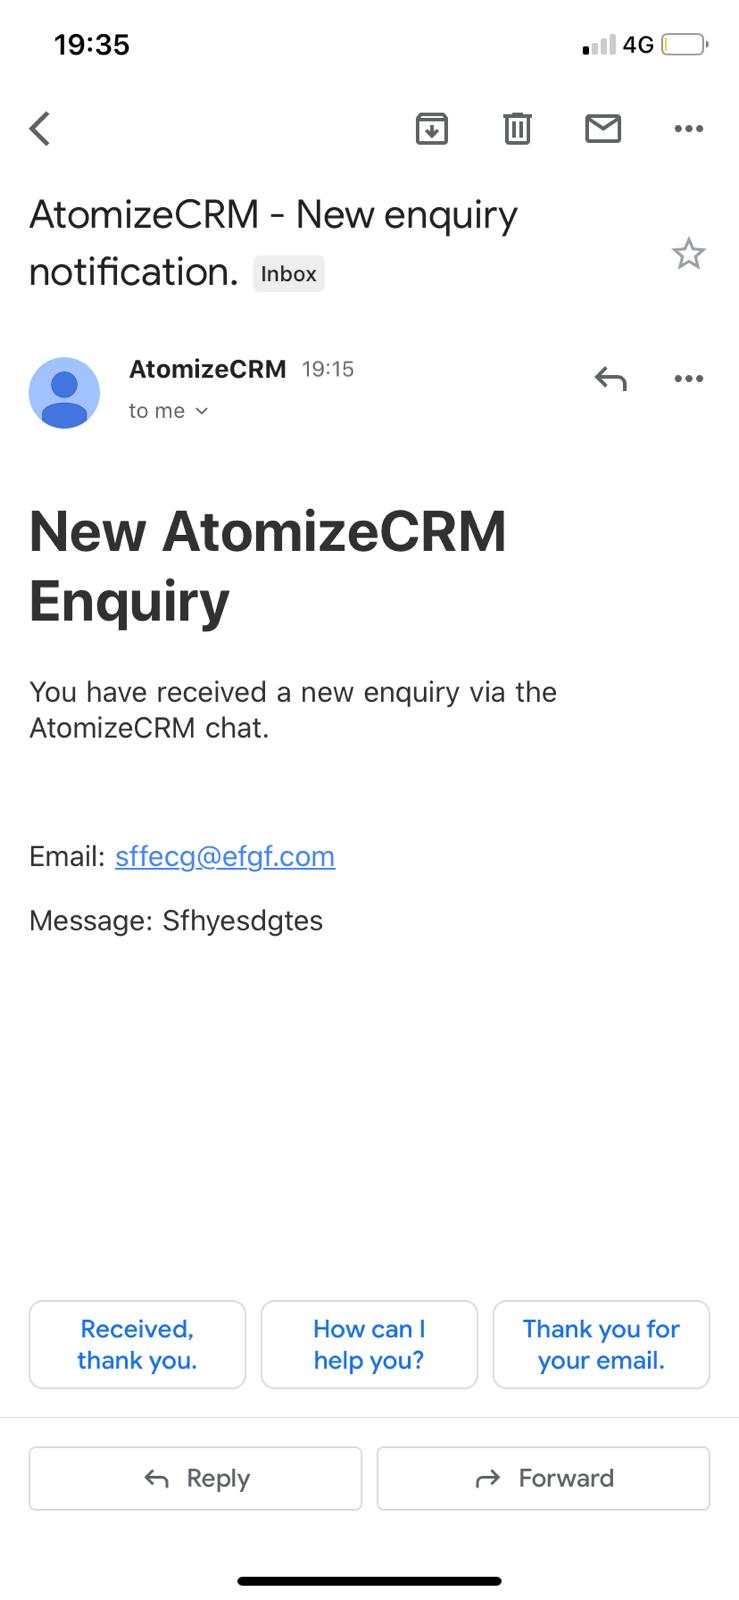 19:35
4G
AtomizeCRM - New enquiry
notification. Inbox
AtomizeCRM 19:15
to me
New AtomizeCRM
Enquiry
You have received a new enquiry via the
AtomizeCRM chat.
Email: sffecg@efgf.com
Message: Sfhyesdgtes
Received,
thank you.
How can I
help you?
Thank you for
your email.
Reply
Forward